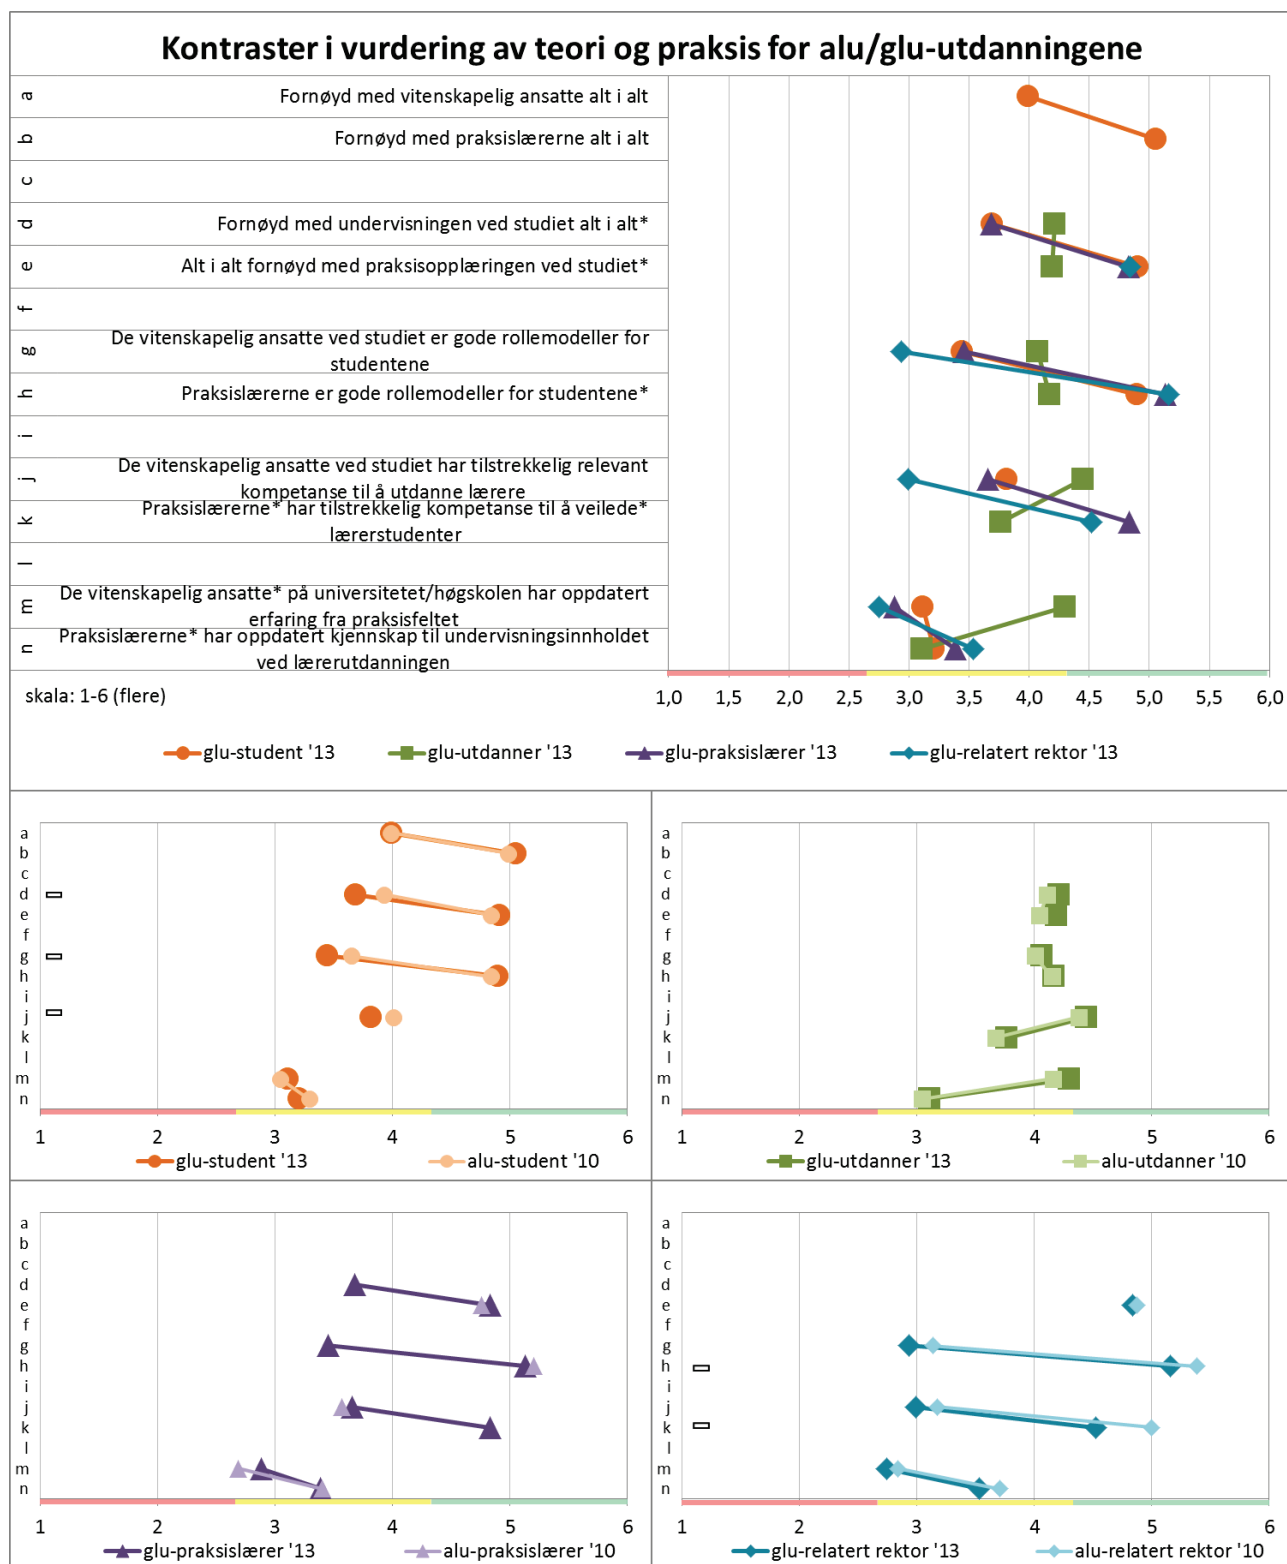 Kontraster i vurdering av teori og praksis for alu/glu-utdanningene
a Fornøyd med vitenskapelig ansatte alt i alt
b Fornøyd med praksislærerne alt i alt
c
d Fornøyd med undervisningen ved studiet alt i alt*
e Alt i alt fornøyd med praksisopplæringen ved studiet*
f
g De vitenskapelig ansatte ved studiet er gode rollemodeller for
studentene
h Praksislærerne er gode rollemodeller for studentene*
i
j De vitenskapelig ansatte ved studiet har tilstrekkelig relevant
kompetanse til å utdanne lærere
k Praksislærerne* har tilstrekkelig kompetanse til å veilede*
lærerstudenter
l
m De vitenskapelig ansatte* på universitetet/høgskolen har oppdatert
erfaring fra praksisfeltet
n Praksislærerne* har oppdatert kjennskap til undervisningsinnholdet
ved lærerutdanningen
skala: 1-6 (flere)
1,0 1,5 2,0 2,5 3,0 3,5 4,0 4,5 5,0 5,5 6,0
glu-student '13 glu-utdanner '13 glu-praksislærer '13 glu-relatert rektor '13
a
b
c
d
e
f
g
h
i
j
k
l
m
n
1 2 3 4 5 6
glu-student '13 alu-student '10
a
b
c
d
e
f
g
h
i
j
k
l
m
n
1 2 3 4 5 6
glu-utdanner '13 alu-utdanner '10
a
b
c
d
e
f
g
h
i
j
k
l
m
n
1 2 3 4 5 6
glu-praksislærer '13 alu-praksislærer '10
a
b
c
d
e
f
g
h
i
j
k
l
m
n
1 2 3 4 5 6
glu-relatert rektor '13 alu-relatert rektor '10